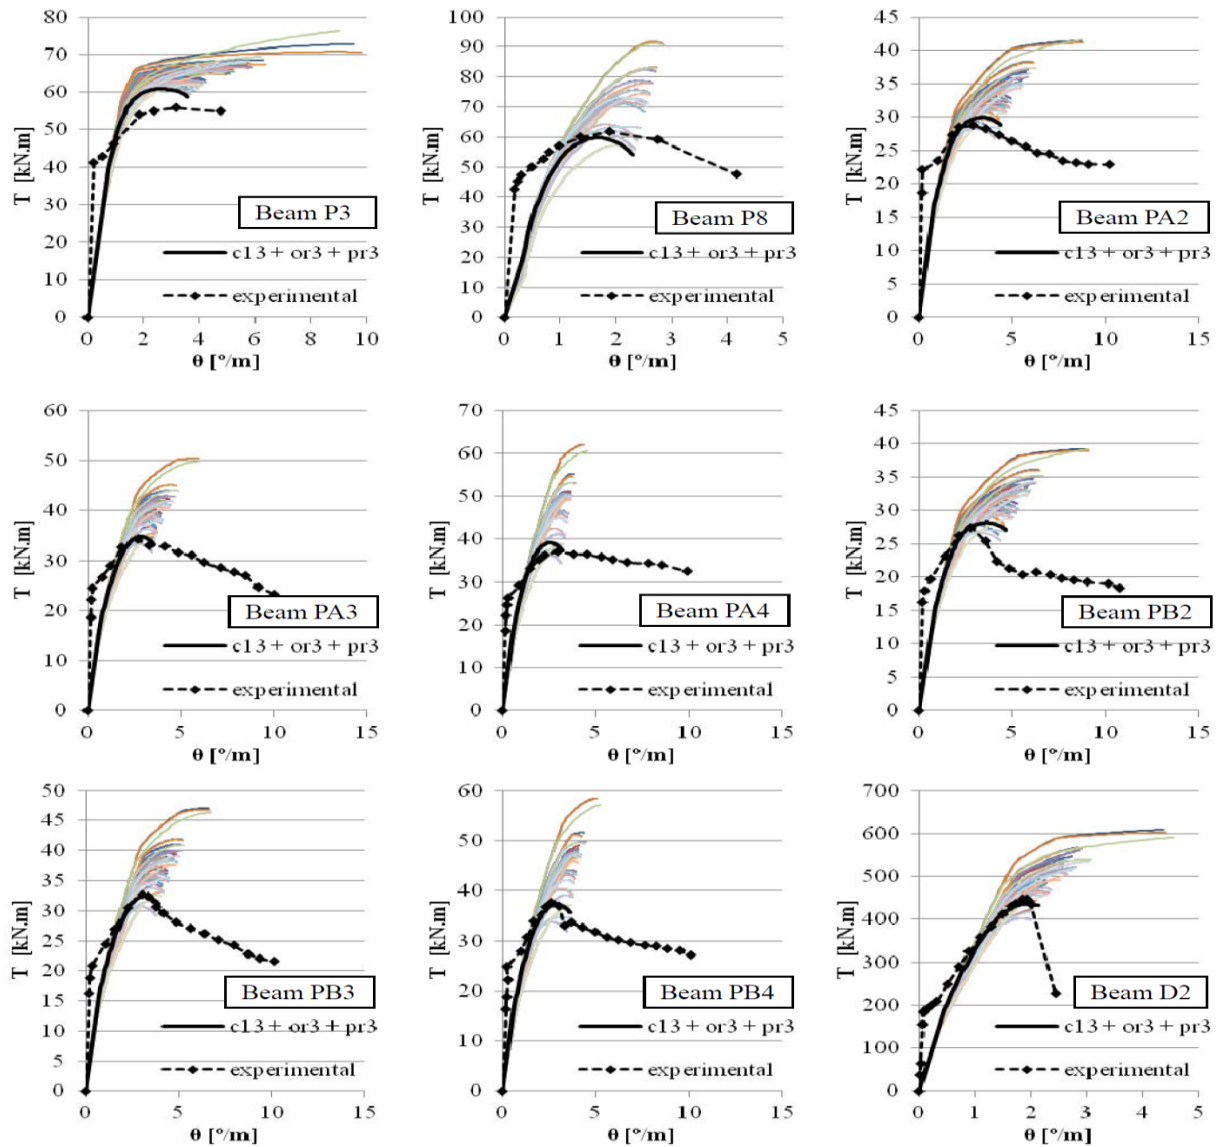 80
70
60
50
40
30
20
10
0
T [kN.m]
Beam P3
c13 + or3 + pr3
experimental
0 2 4 6 8 10
θ [°/m]
100
90
80
70
60
50
40
30
20
10
0
T [kN.m]
Beam P8
c13 + or3 + pr3
experimental
0 1 2 3 4 5
θ [°/m]
45
40
35
30
25
20
15
10
5
0
T [kN.m]
Beam PA2
c13 + or3 + pr3
experimental
0 5 10 15
θ [°/m]
60
50
40
30
20
10
0
T [kN.m]
Beam PA3
c13 + or3 + pr3
experimental
0 5 10 15
θ [°/m]
70
60
50
40
30
20
10
0
T [kN.m]
Beam PA4
c13 + or3 + pr3
experimental
0 5 10 15
θ [°/m]
45
40
35
30
25
20
15
10
5
0
T [kN.m]
Beam PB2
c13 + or3 + pr3
experimental
0 5 10 15
θ [°/m]
50
45
40
35
30
25
20
15
10
5
0
T [kN.m]
Beam PB3
c13 + or3 + pr3
experimental
0 5 10 15
θ [°/m]
60
50
40
30
20
10
0
T [kN.m]
Beam PB4
c13 + or3 + pr3
experimental
0 5 10 15
θ [°/m]
700
600
500
400
300
200
100
0
T [kN.m]
Beam D2
c13 + or3 + pr3
experimental
0 1 2 3 4 5
θ [°/m]